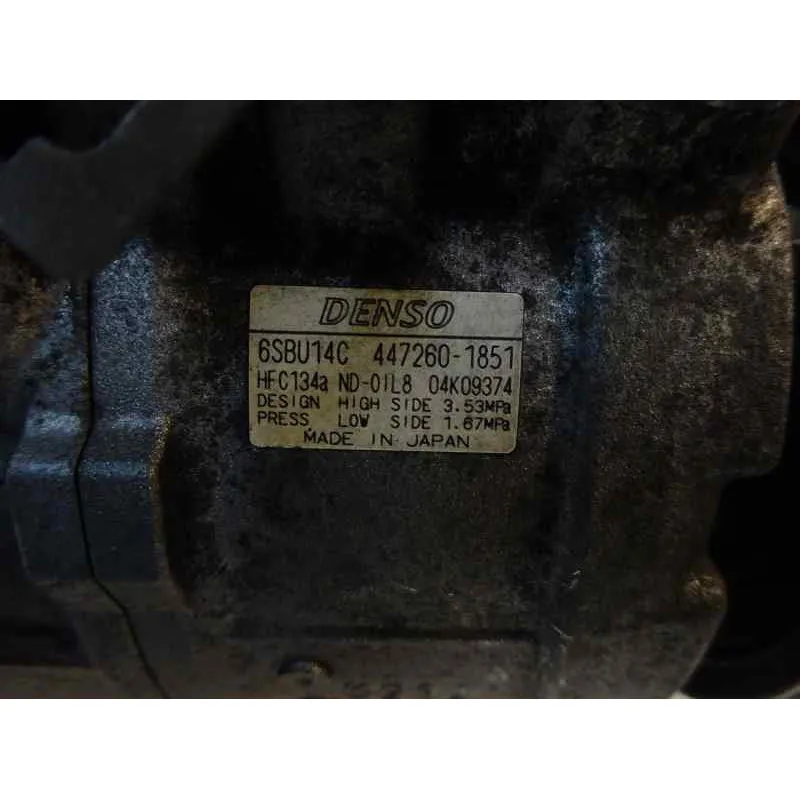 DENSO
6SBU14C 447260-1851
HFC134a ND-OIL8 04K09374
DESIGN HIGH SIDE 3.53MPa
PRESS. LOW SIDE 1.67MPa
MADE IN JAPAN